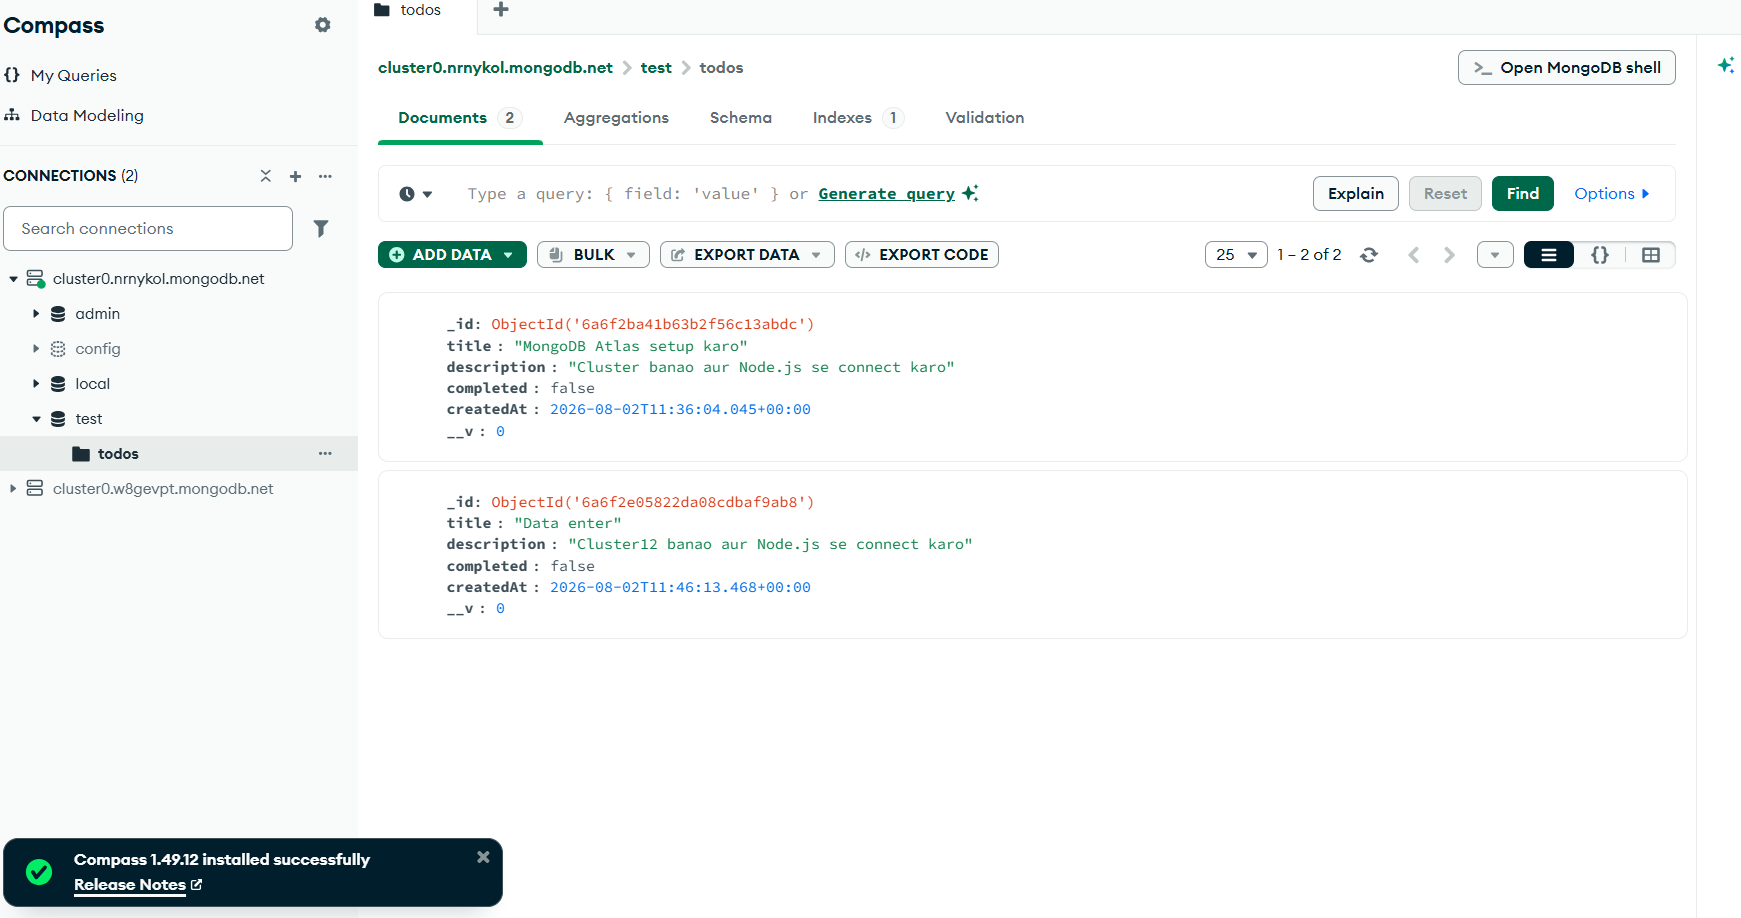 Compass
My Queries
Data Modeling
CONNECTIONS (2)
Search connections
cluster0.nrnykol.mongodb.net
admin
config
local
test
todos
cluster0.w8gevpt.mongodb.net
todos
cluster0.nrnykol.mongodb.net > test > todos
>_ Open MongoDB shell
Documents 2 Aggregations Schema Indexes 1 Validation
Type a query: { field: 'value' } or Generate query
Explain Reset Find Options
ADD DATA BULK EXPORT DATA EXPORT CODE
25 1 – 2 of 2
_id: ObjectId('6a6f2ba41b63b2f56c13abdc')
title : "MongoDB Atlas setup karo"
description : "Cluster banao aur Node.js se connect karo"
completed : false
createdAt : 2026-08-02T11:36:04.045+00:00
__v : 0
_id: ObjectId('6a6f2e05822da08cdbaf9ab8')
title : "Data enter"
description : "Cluster12 banao aur Node.js se connect karo"
completed : false
createdAt : 2026-08-02T11:46:13.468+00:00
__v : 0
Compass 1.49.12 installed successfully
Release Notes